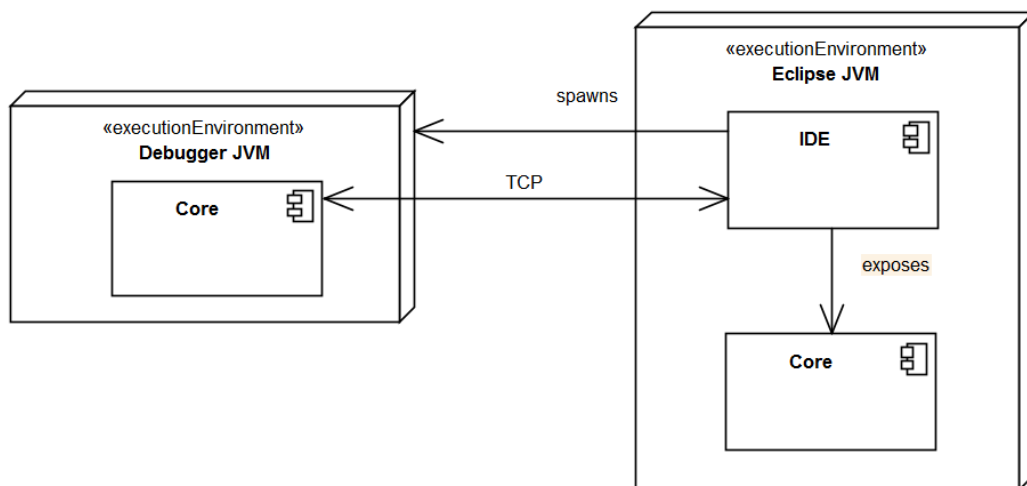 «executionEnvironment»
Eclipse JVM
spawns
«executionEnvironment»
Debugger JVM
IDE
TCP
Core
exposes
Core